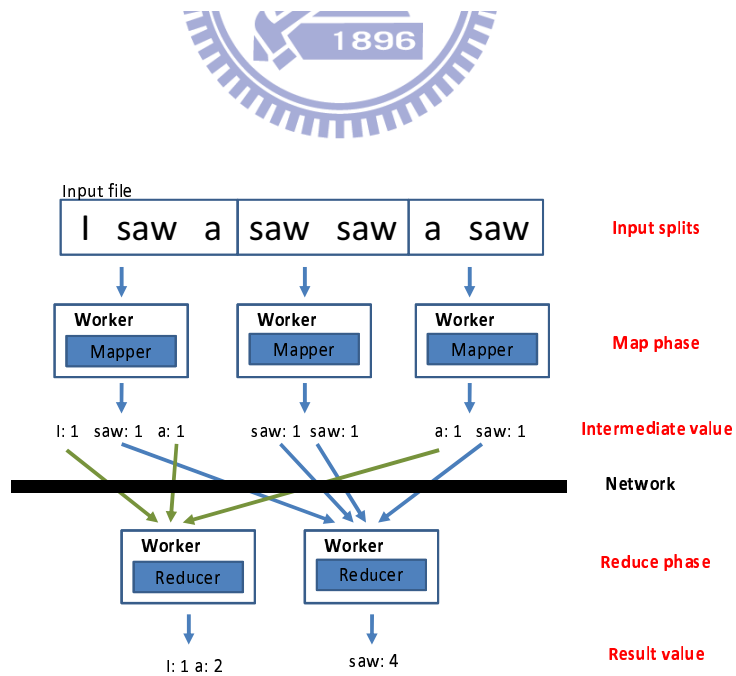 1896
Input file
I saw a saw saw a saw
Input splits
Worker Worker Worker
Mapper Mapper Mapper
Map phase
I: 1 saw: 1 a: 1 saw: 1 saw: 1 a: 1 saw: 1
Intermediate value
Network
Worker Worker
Reducer Reducer
Reduce phase
I: 1 a: 2 saw: 4
Result value